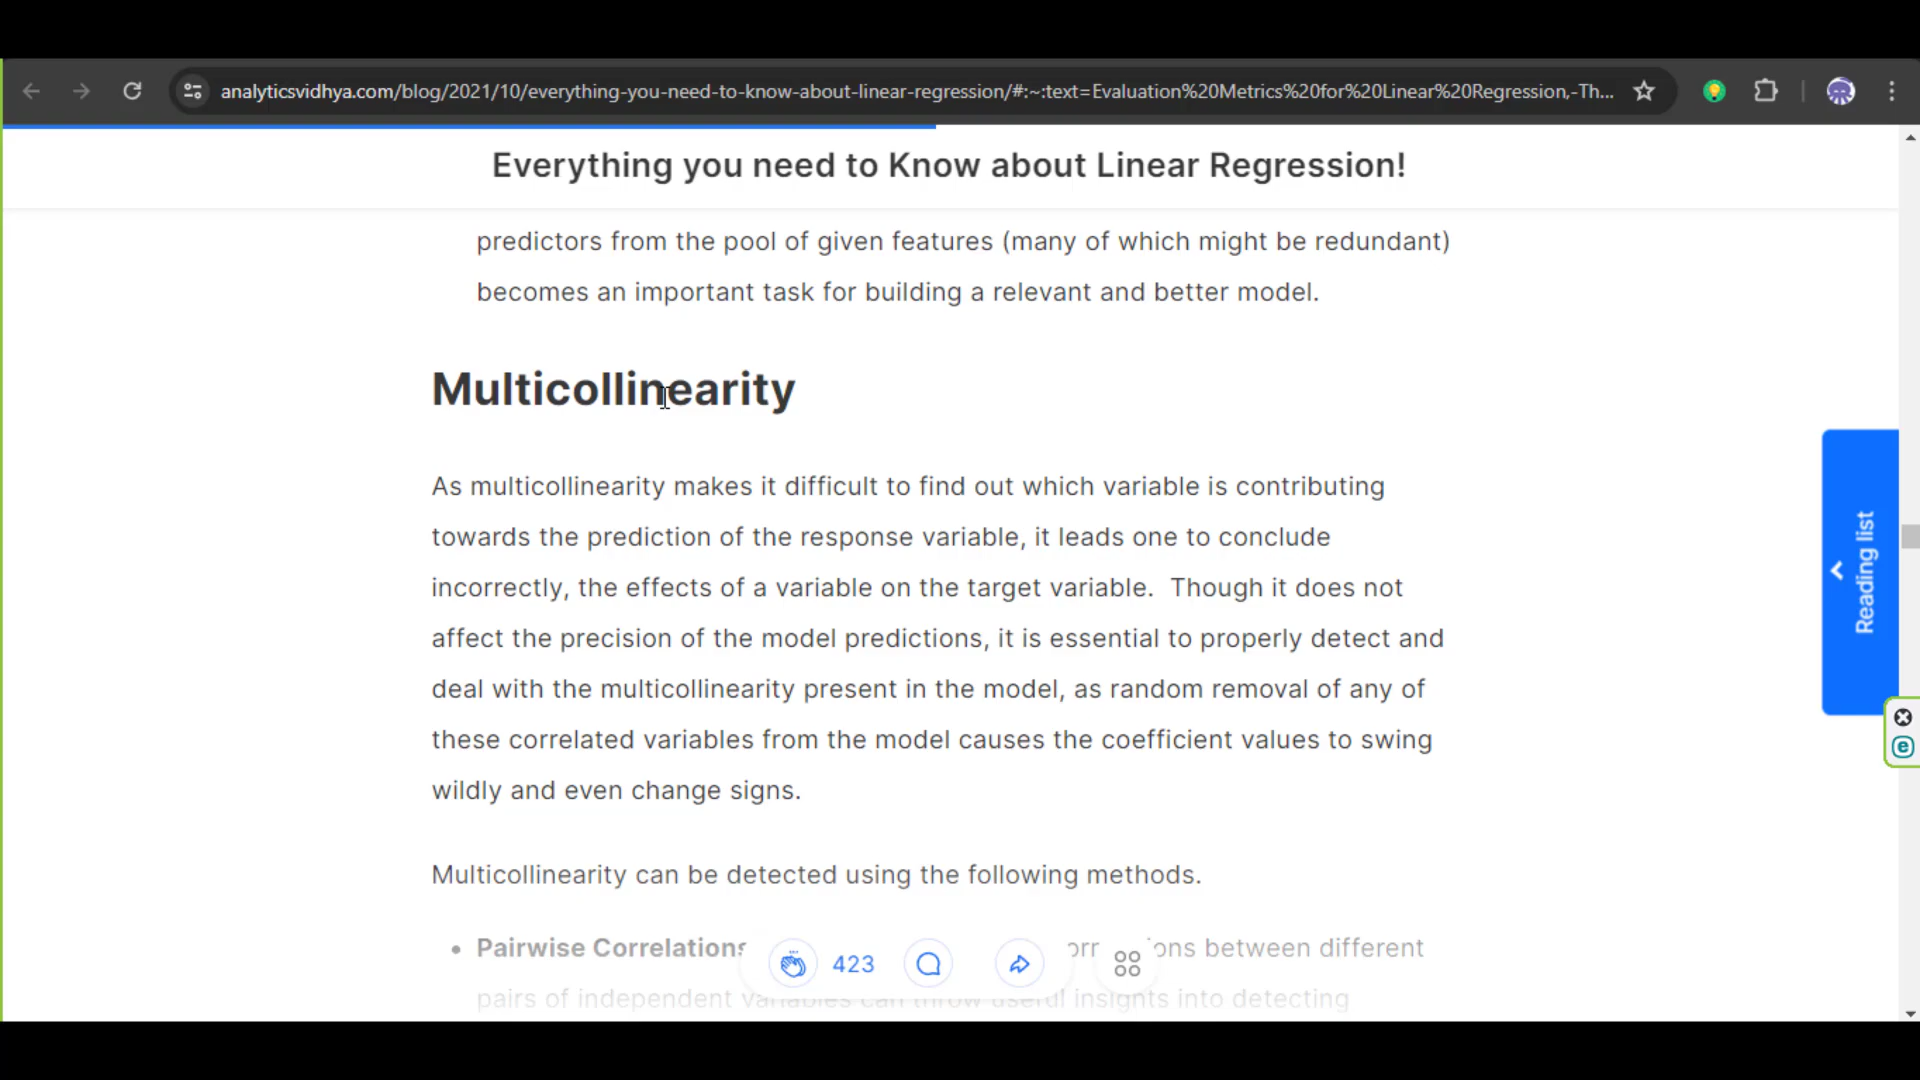 analyticsvidhya.com/blog/2021/10/everything-you-need-to-know-about-linear-regression/#:~:text=Evaluation%20Metrics%20for%20Linear%20Regression,-Th...
Everything you need to Know about Linear Regression!
predictors from the pool of given features (many of which might be redundant)
becomes an important task for building a relevant and better model.
Multicollinearity
As multicollinearity makes it difficult to find out which variable is contributing
towards the prediction of the response variable, it leads one to conclude
incorrectly, the effects of a variable on the target variable.  Though it does not
affect the precision of the model predictions, it is essential to properly detect and
deal with the multicollinearity present in the model, as random removal of any of
these correlated variables from the model causes the coefficient values to swing
wildly and even change signs.
Multicollinearity can be detected using the following methods.
• Pairwise Correlations between different
pairs of independent variables can throw useful insights into detecting
423
Reading list
e